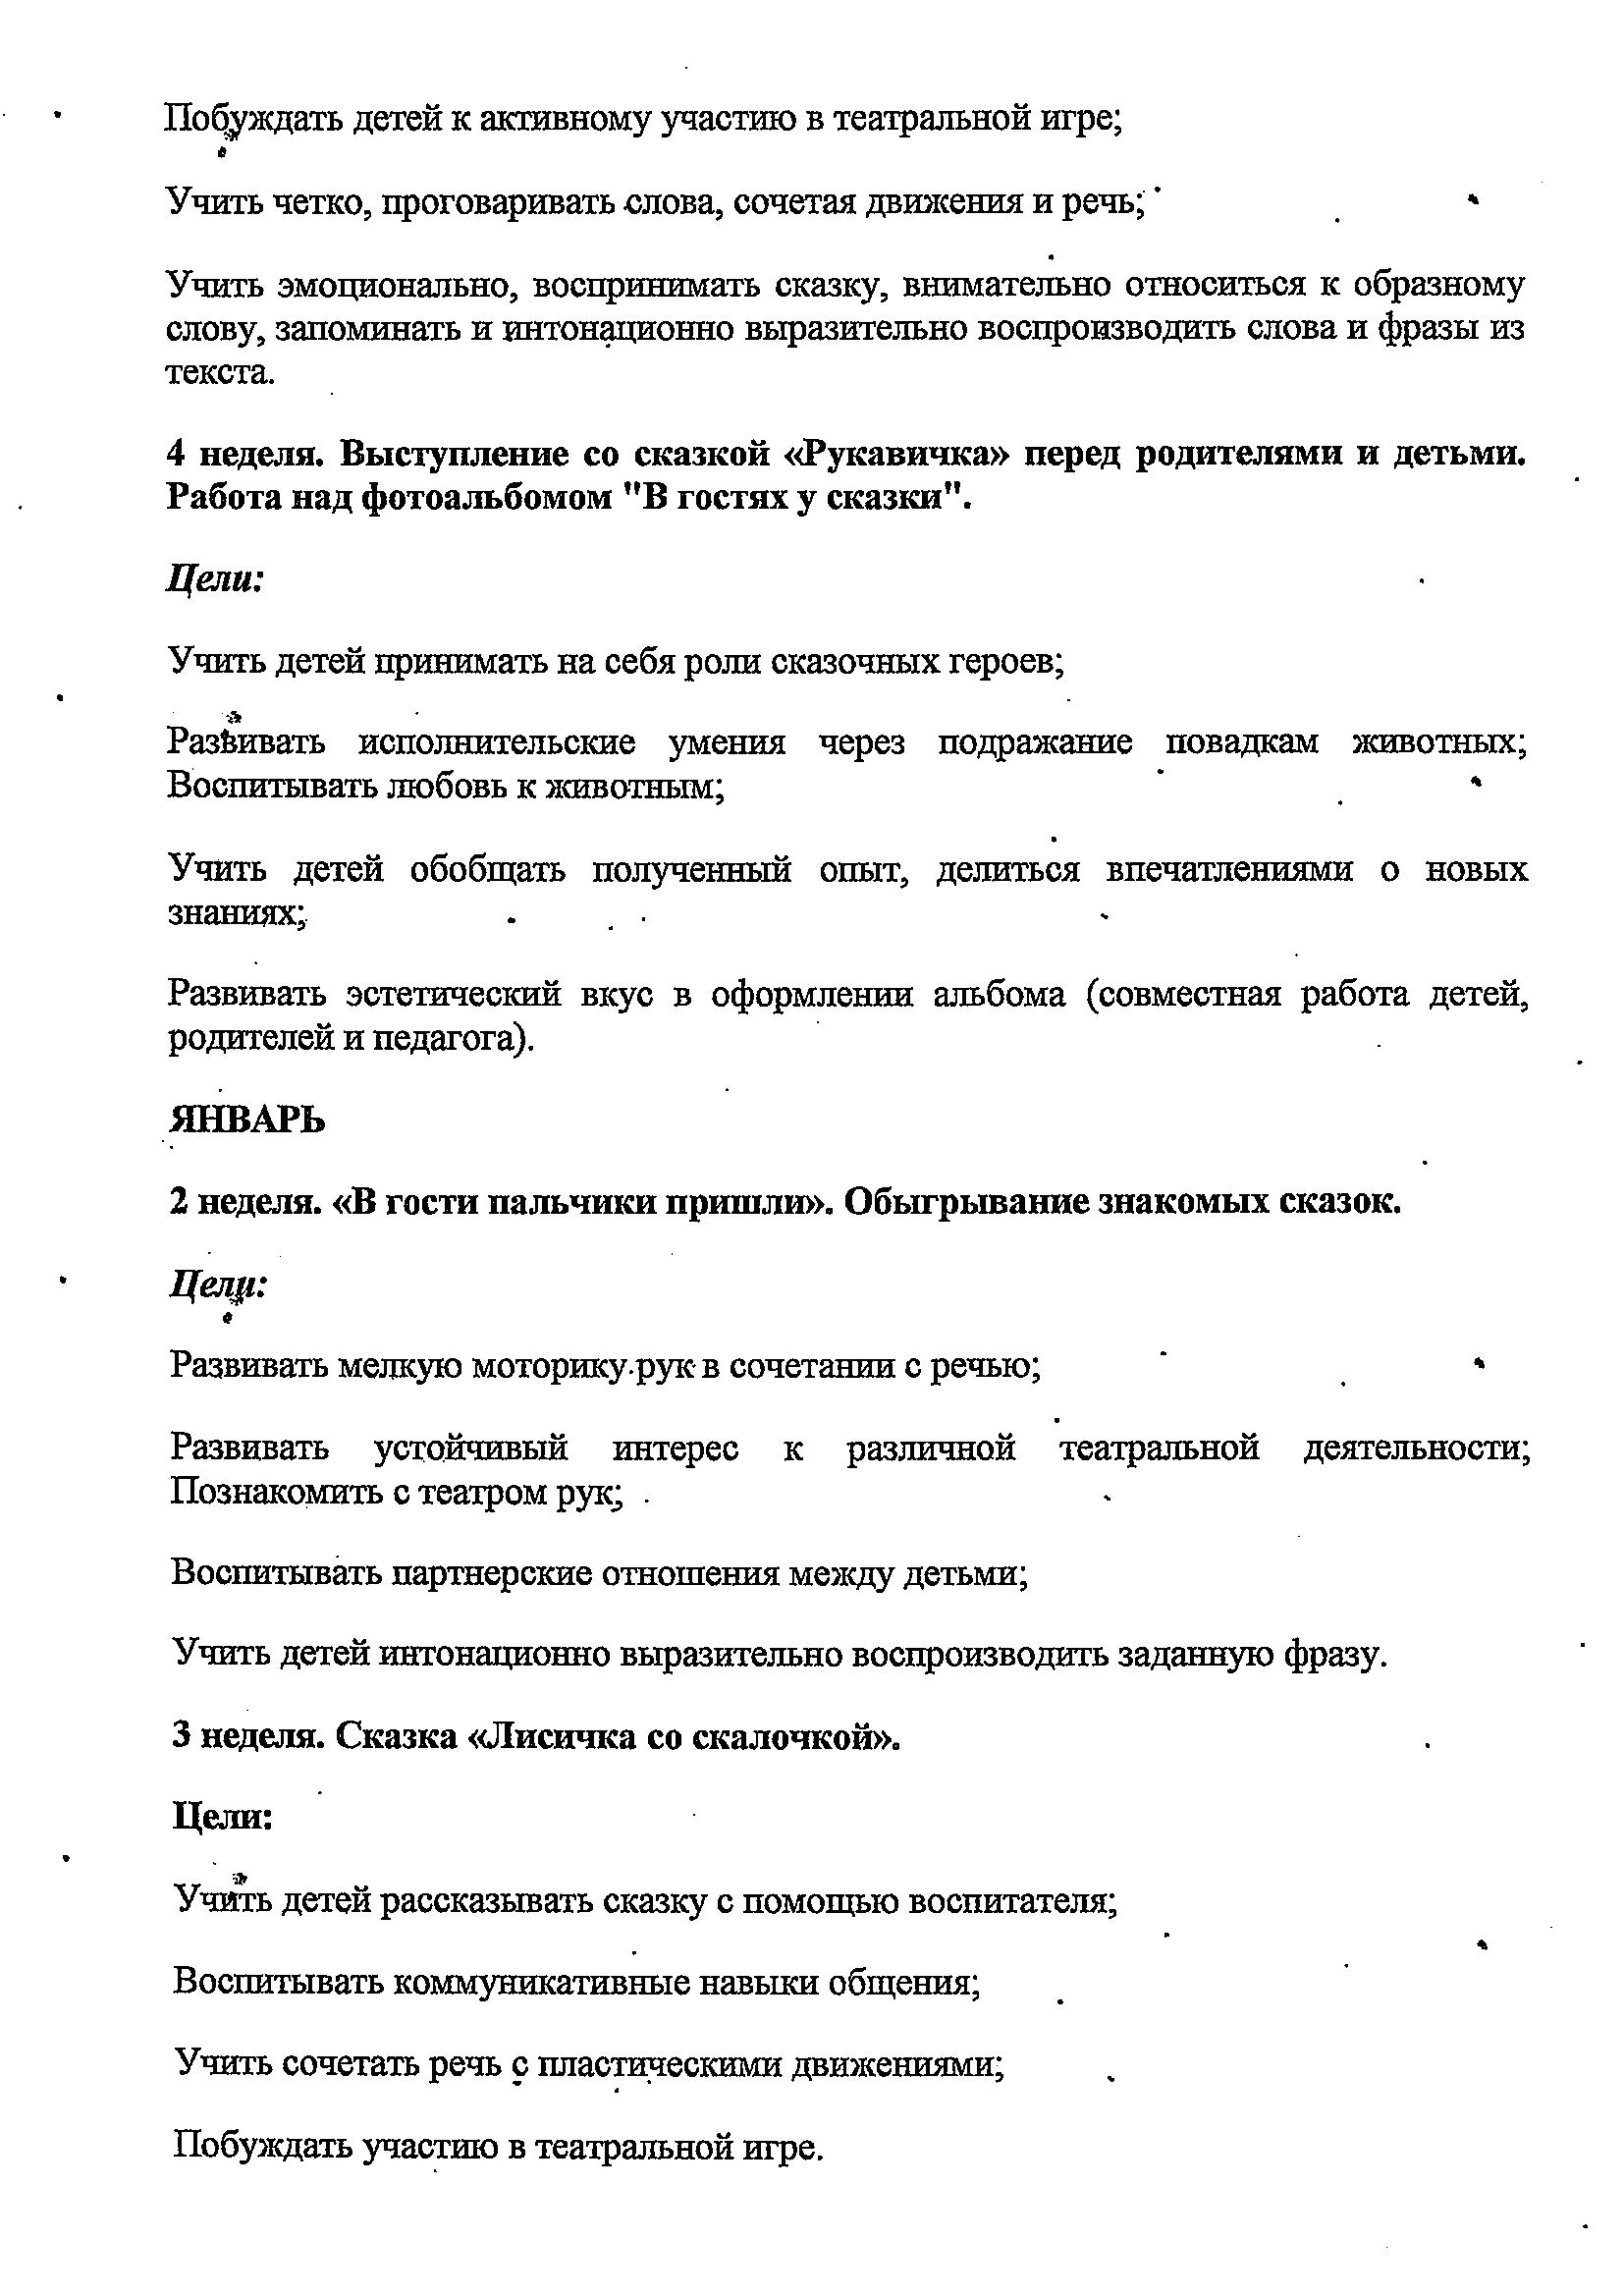 Побуждать детей к активному участию в театральной игре;
Учить четко, проговаривать слова, сочетая движения и речь;
Учить эмоционально, воспринимать сказку, внимательно относиться к образному
слову, запоминать и интонационно выразительно воспроизводить слова и фразы из
текста.
4 неделя. Выступление со сказкой «Рукавичка» перед родителями и детьми.
Работа над фотоальбомом "В гостях у сказки".
Цели:
Учить детей принимать на себя роли сказочных героев;
Развивать исполнительские умения через подражание повадкам животных;
Воспитывать любовь к животным;
Учить детей обобщать полученный опыт, делиться впечатлениями о новых
знаниях;
Развивать эстетический вкус в оформлении альбома (совместная работа детей,
родителей и педагога).
ЯНВАРЬ
2 неделя. «В гости пальчики пришли». Обыгрывание знакомых сказок.
Цели:
Развивать мелкую моторику рук в сочетании с речью;
Развивать устойчивый интерес к различной театральной деятельности;
Познакомить с театром рук;
Воспитывать партнерские отношения между детьми;
Учить детей интонационно выразительно воспроизводить заданную фразу.
3 неделя. Сказка «Лисичка со скалочкой».
Цели:
Учить детей рассказывать сказку с помощью воспитателя;
Воспитывать коммуникативные навыки общения;
Учить сочетать речь с пластическими движениями;
Побуждать участию в театральной игре.